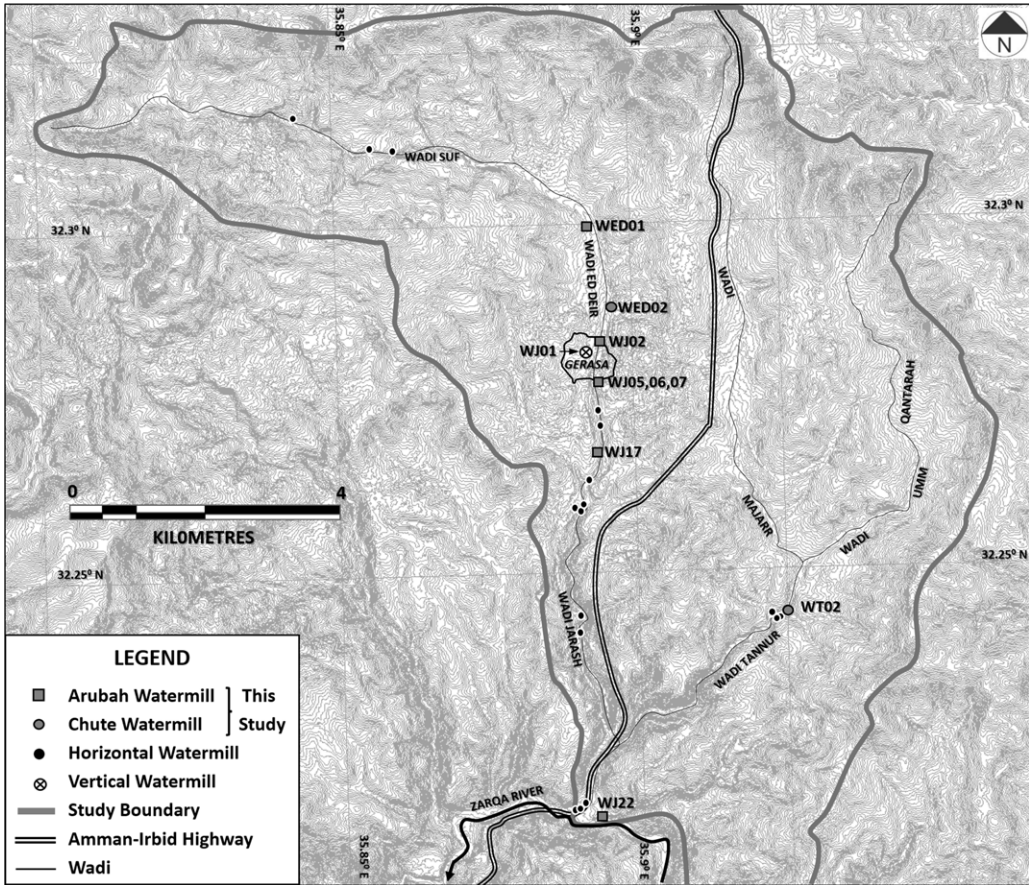 35.85° E
35.9° E
N
WADI SUF
32.3° N
WED01
32.3° N
WADI ED DEIR
WADI
WED02
WJ02
WJ01
GERASA
WJ05,06,07
QANTARAH
WJ17
UMM
0 4
MAJARR
KILOMETRES
WADI
32.25° N
32.25° N
WT02
WADI JARASH
WADI TANNUR
LEGEND
Arubah Watermill
This
Chute Watermill
Study
Horizontal Watermill
Vertical Watermill
Study Boundary
Amman-Irbid Highway
Wadi
ZARQA RIVER
WJ22
35.85° E
35.9° E